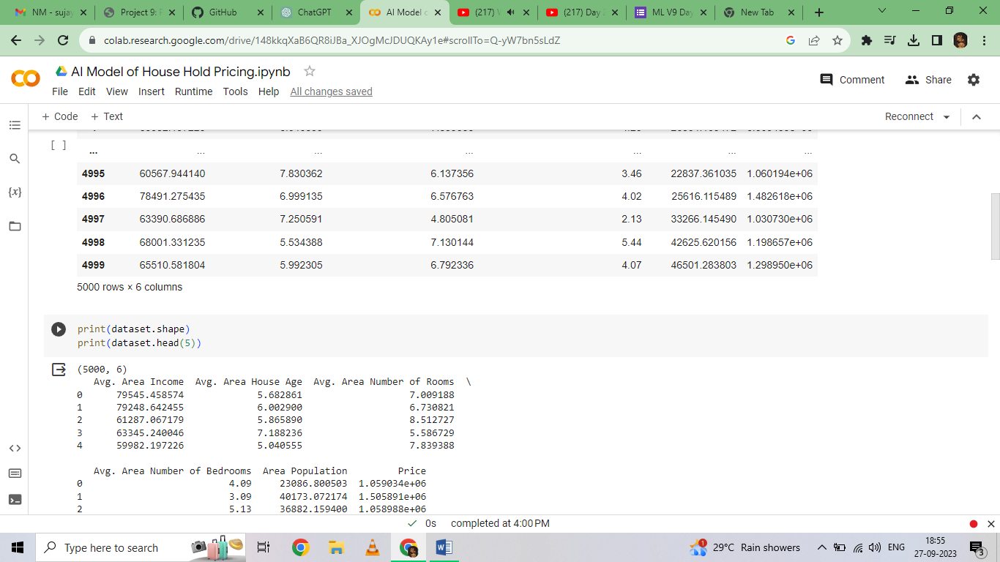 NM - suja
Project 9: F
GitHub
ChatGPT
AI Model o
(217)
(217) Day
ML V9 Day
New Tab
colab.research.google.com/drive/148kkqXaB6QR8iJBa_XJOgMcJDUQKAy1e#scrollTo=Q-yW7bn5sLdZ
AI Model of House Hold Pricing.ipynb
Comment Share
File Edit View Insert Runtime Tools Help All changes saved
+ Code + Text Reconnect
[ ]
... ... ... ... ... ... ...
4995 60567.944140 7.830362 6.137356 3.46 22837.361035 1.060194e+06
4996 78491.275435 6.999135 6.576763 4.02 25616.115489 1.482618e+06
4997 63390.686886 7.250591 4.805081 2.13 33266.145490 1.030730e+06
4998 68001.331235 5.534388 7.130144 5.44 42625.620156 1.198657e+06
4999 65510.581804 5.992305 6.792336 4.07 46501.283803 1.298950e+06
5000 rows × 6 columns
print(dataset.shape)
print(dataset.head(5))
(5000, 6)
Avg. Area Income Avg. Area House Age Avg. Area Number of Rooms \
0 79545.458574 5.682861 7.009188
1 79248.642455 6.002900 6.730821
2 61287.067179 5.865890 8.512727
3 63345.240046 7.188236 5.586729
4 59982.197226 5.040555 7.839388
Avg. Area Number of Bedrooms Area Population Price
0 4.09 23086.800503 1.059034e+06
1 3.09 40173.072174 1.505891e+06
2 5.13 36882.159400 1.058988e+06
0s completed at 4:00 PM
Type here to search
1
29°C Rain showers
ENG
18:55
27-09-2023
3